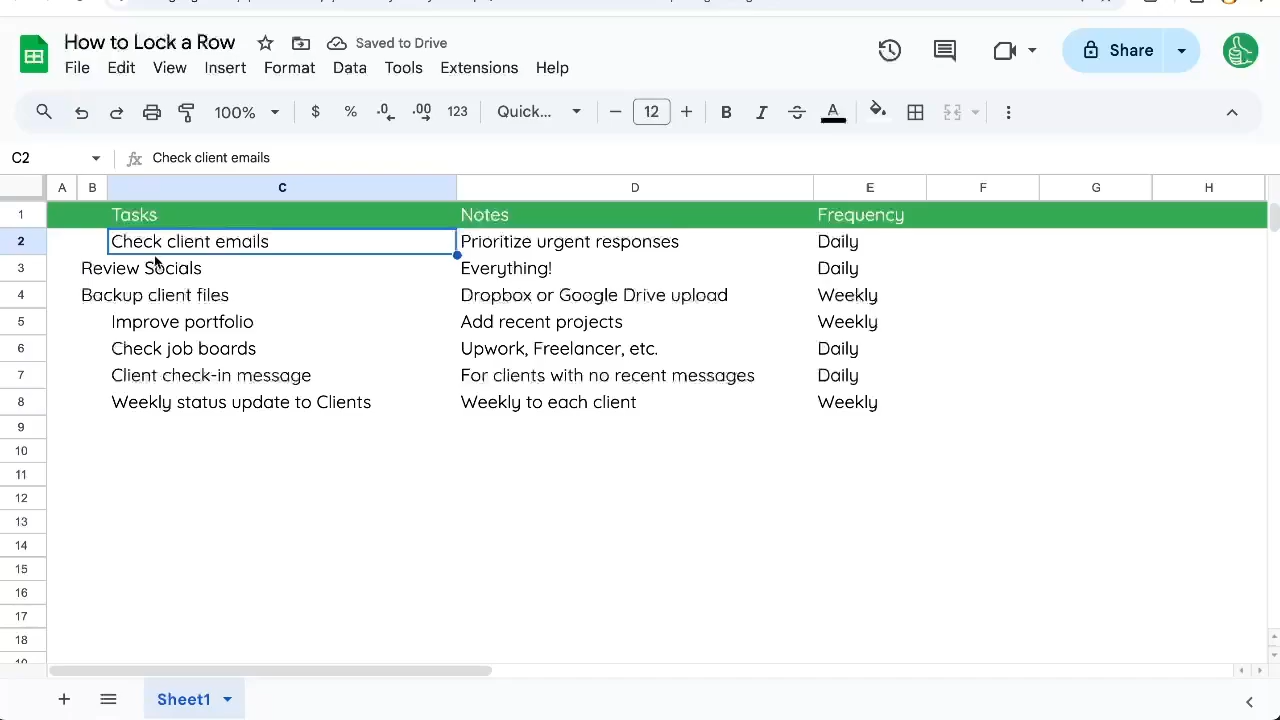 How to Lock a Row
Saved to Drive
Share
File Edit View Insert Format Data Tools Extensions Help
100% $ % .0 .00 123 Quick... 12 B I A
C2 fx Check client emails
A B C D E F G H
1 Tasks Notes Frequency
2 Check client emails Prioritize urgent responses Daily
3 Review Socials Everything! Daily
4 Backup client files Dropbox or Google Drive upload Weekly
5 Improve portfolio Add recent projects Weekly
6 Check job boards Upwork, Freelancer, etc. Daily
7 Client check-in message For clients with no recent messages Daily
8 Weekly status update to Clients Weekly to each client Weekly
9
10
11
12
13
14
15
16
17
18
Sheet1